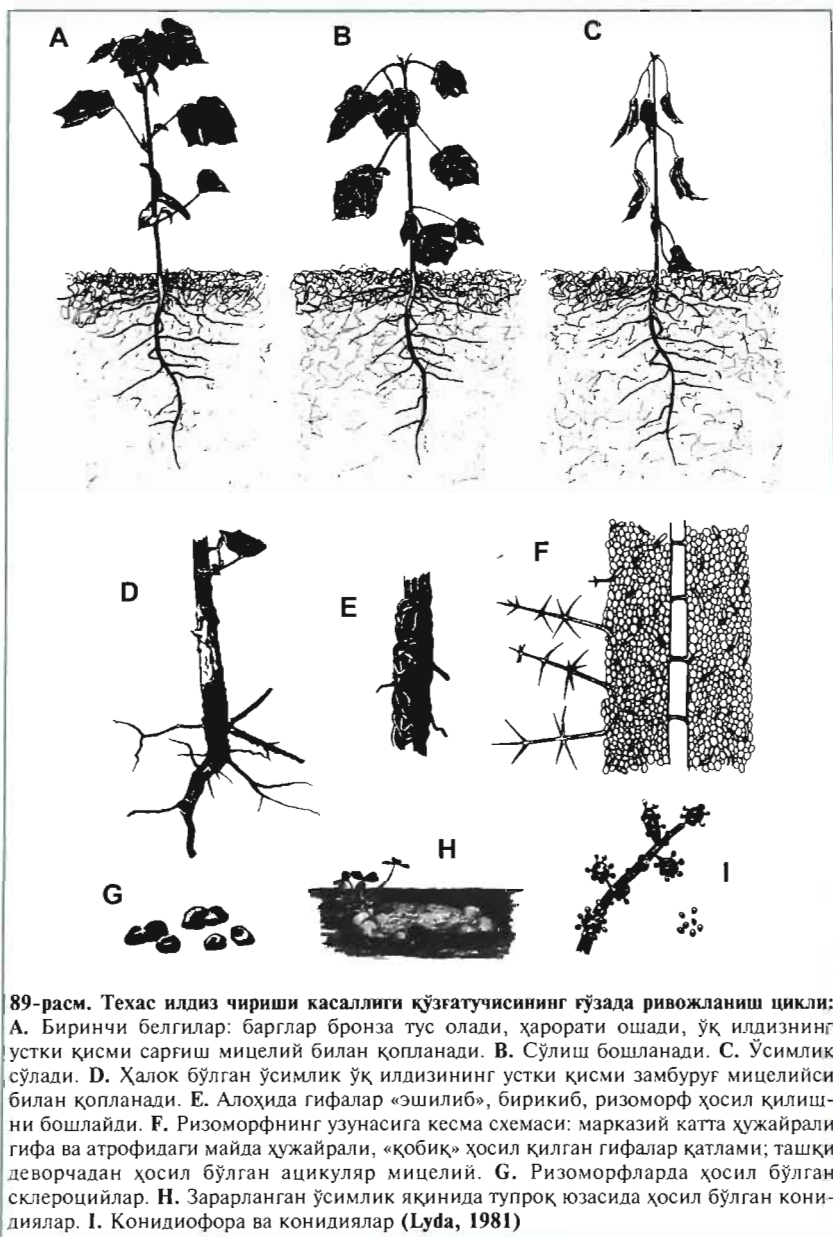 A
B
C
D
E
F
G
H
I
89-расм. Техас илдиз чириши касаллиги қўзғатучисининг ғўзада ривожланиш цикли:
A. Биринчи белгилар: барглар бронза тус олади, ҳарорати ошади, ўқ илдизнинг
устки қисми сарғиш мицелий билан қопланади. B. Сўлиш бошланади. C. Ўсимлик
сўлади. D. Ҳалок бўлган ўсимлик ўқ илдизининг устки қисми замбуруғ мицелийси
билан қопланади. E. Алоҳида гифалар «эшилиб», бирикиб, ризоморф ҳосил қилиш-
ни бошлайди. F. Ризоморфнинг узунасига кесма схемаси: марказий катта ҳужайрали
гифа ва атрофидаги майда ҳужайрали, «қобиқ» ҳосил қилган гифалар қатлами; ташқи
деворчадан ҳосил бўлган ацикуляр мицелий. G. Ризоморфларда ҳосил бўлган
склероцийлар. H. Зарарланган ўсимлик яқинида тупроқ юзасида ҳосил бўлган кони-
диялар. I. Конидиофора ва конидиялар (Lyda, 1981)